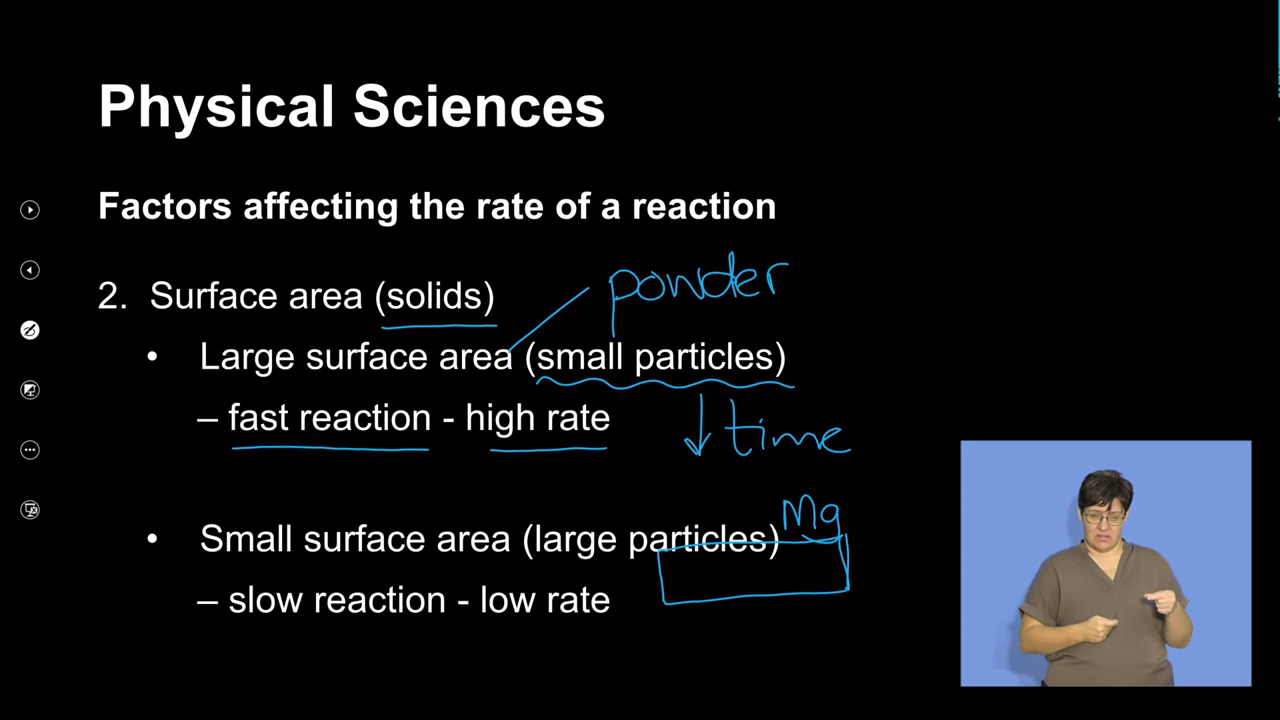 Physical Sciences
Factors affecting the rate of a reaction
powder
2. Surface area (solids)
• Large surface area (small particles)
– fast reaction - high rate
↓ time
Mg
• Small surface area (large particles)
– slow reaction - low rate